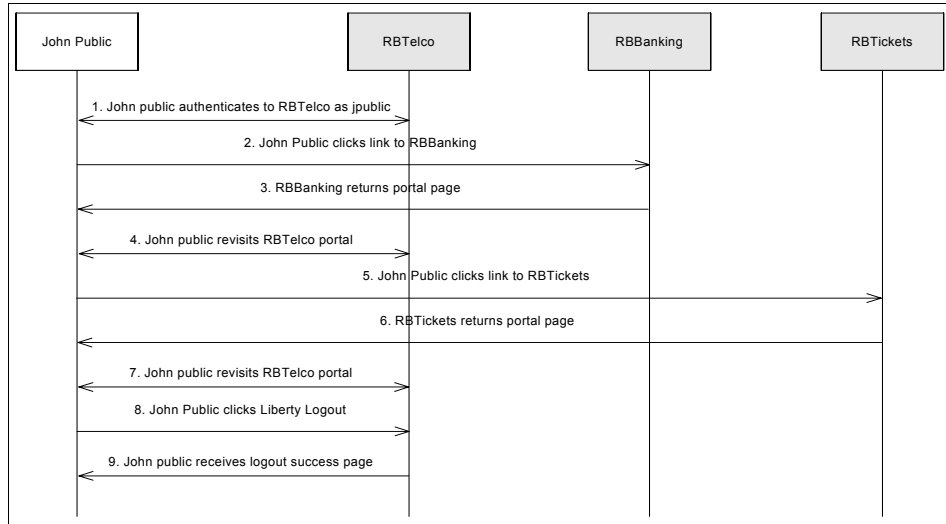 John Public
RBTelco
RBBanking
RBTickets
1. John public authenticates to RBTelco as jpublic
2. John Public clicks link to RBBanking
3. RBBanking returns portal page
4. John public revisits RBTelco portal
5. John Public clicks link to RBTickets
6. RBTickets returns portal page
7. John public revisits RBTelco portal
8. John Public clicks Liberty Logout
9. John public receives logout success page